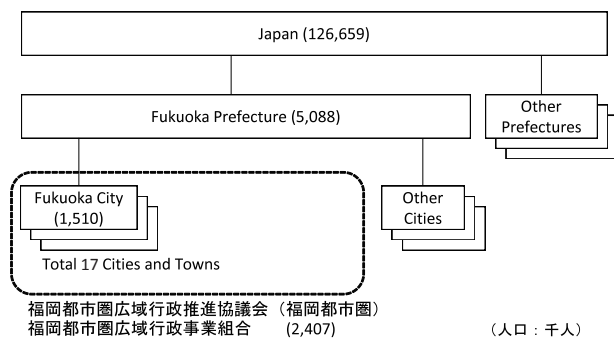 Japan (126,659)
Fukuoka Prefecture (5,088)
Other
Prefectures
Fukuoka City
(1,510)
Other
Cities
Total 17 Cities and Towns
福岡都市圏広域行政推進協議会（福岡都市圏）
福岡都市圏広域行政事業組合 (2,407)
（人口：千人）